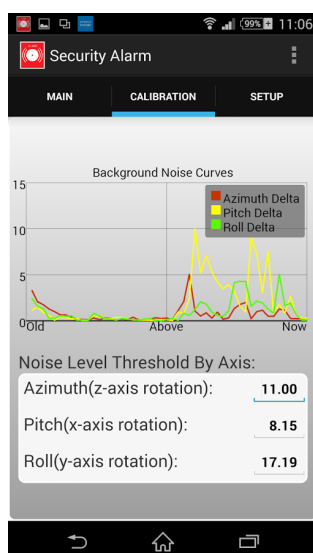 99% 11:06
Security Alarm
MAIN CALIBRATION SETUP
Background Noise Curves
15
Azimuth Delta
Pitch Delta
Roll Delta
10
5
0
Old Above Now
Noise Level Threshold By Axis:
Azimuth(z-axis rotation): 11.00
Pitch(x-axis rotation): 8.15
Roll(y-axis rotation): 17.19